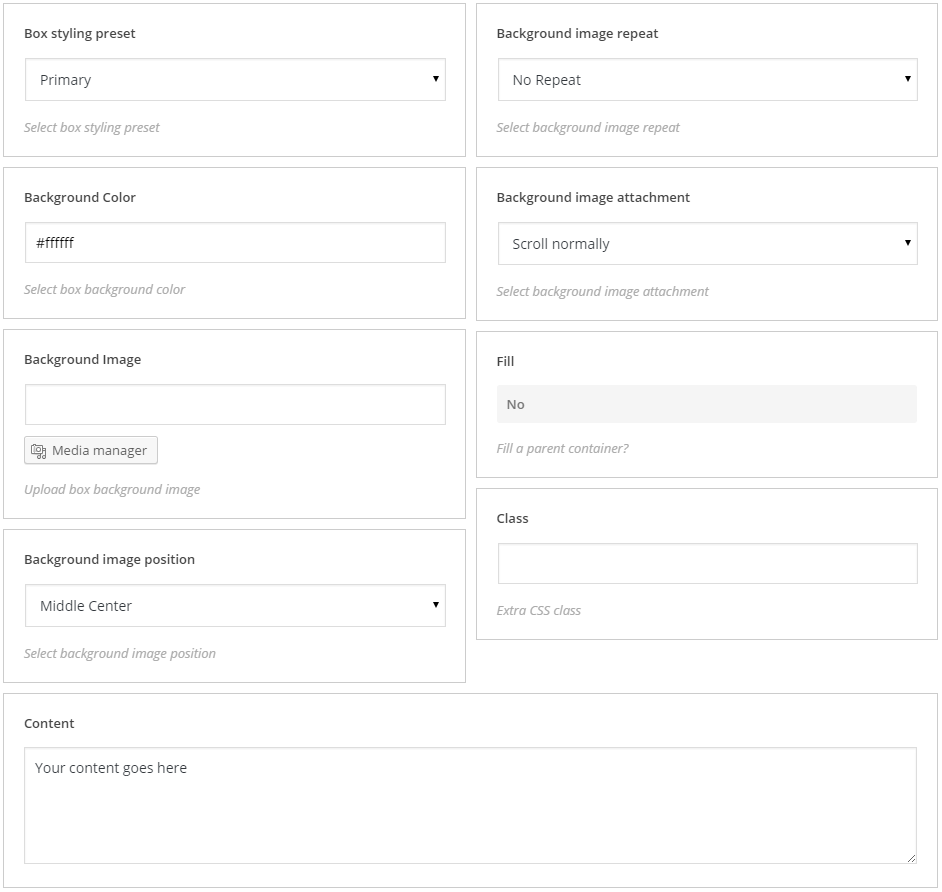 Box styling preset
Primary
Select box styling preset
Background Color
#ffffff
Select box background color
Background Image
Media manager
Upload box background image
Background image position
Middle Center
Select background image position
Background image repeat
No Repeat
Select background image repeat
Background image attachment
Scroll normally
Select background image attachment
Fill
No
Fill a parent container?
Class
Extra CSS class
Content
Your content goes here